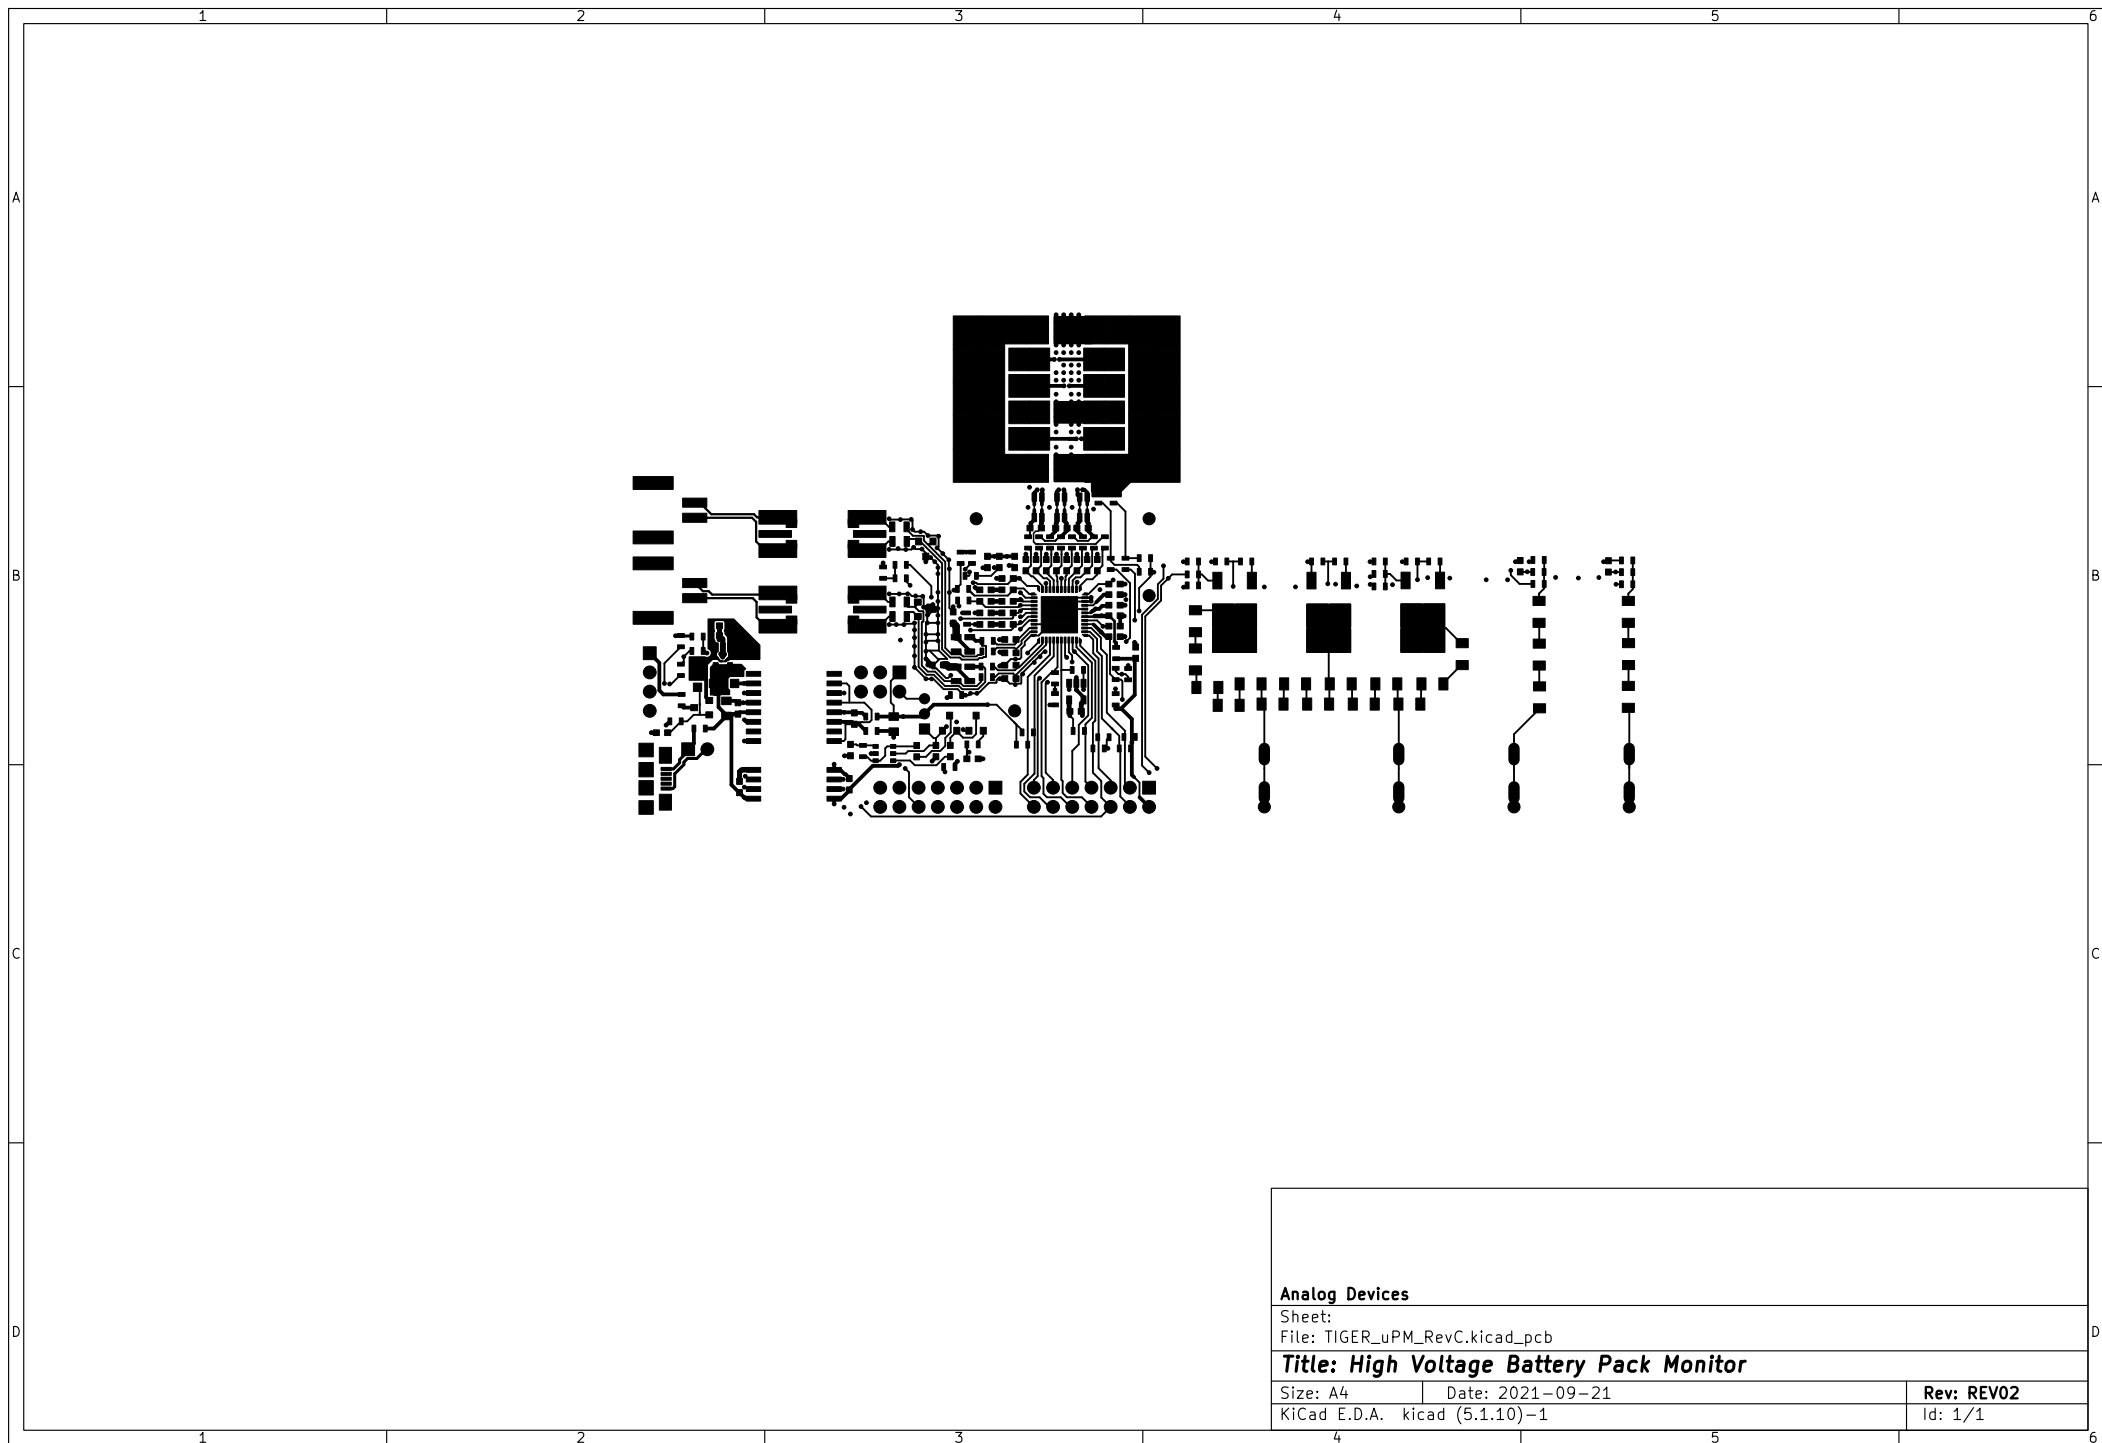 1 2 3 4 5 6
A A
B B
C C
Analog Devices
Sheet:
File: TIGER_uPM_RevC.kicad_pcb
D D
Title: High Voltage Battery Pack Monitor
Size: A4 Date: 2021-09-21 Rev: REV02
KiCad E.D.A. kicad (5.1.10)-1 Id: 1/1
1 2 3 4 5 6